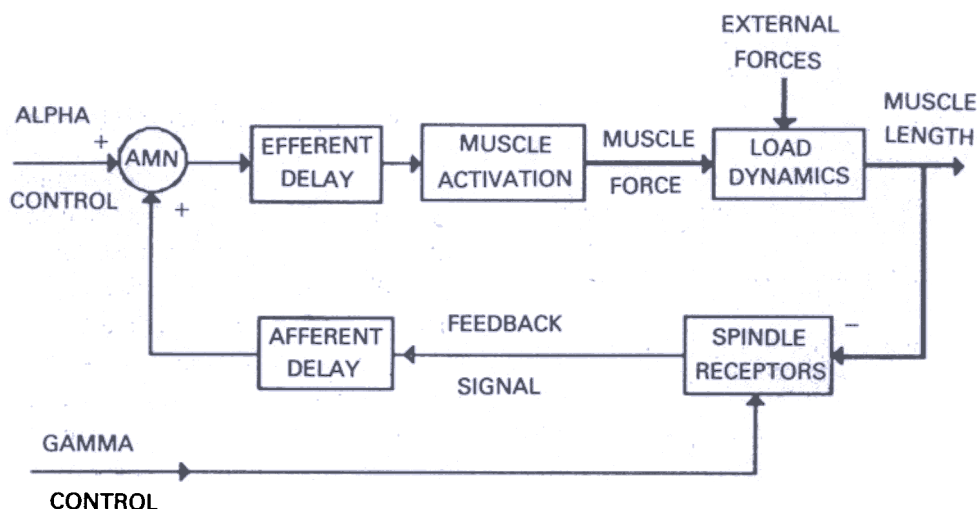 EXTERNAL
FORCES
ALPHA
CONTROL
+
+
AMN
EFFERENT
DELAY
MUSCLE
ACTIVATION
MUSCLE
FORCE
LOAD
DYNAMICS
MUSCLE
LENGTH
AFFERENT
DELAY
FEEDBACK
SIGNAL
SPINDLE
RECEPTORS
−
GAMMA
CONTROL